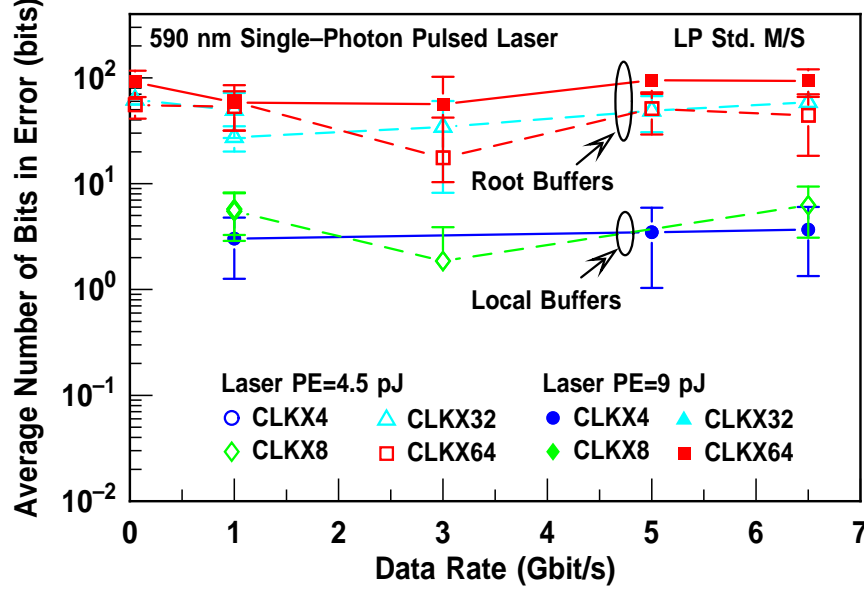 Average Number of Bits in Error (bits)
590 nm Single–Photon Pulsed Laser
LP Std. M/S
10^2
10^1
10^0
10^−1
10^−2
Root Buffers
Local Buffers
Laser PE=4.5 pJ
Laser PE=9 pJ
CLKX4
CLKX32
CLKX4
CLKX32
CLKX8
CLKX64
CLKX8
CLKX64
0 1 2 3 4 5 6 7
Data Rate (Gbit/s)